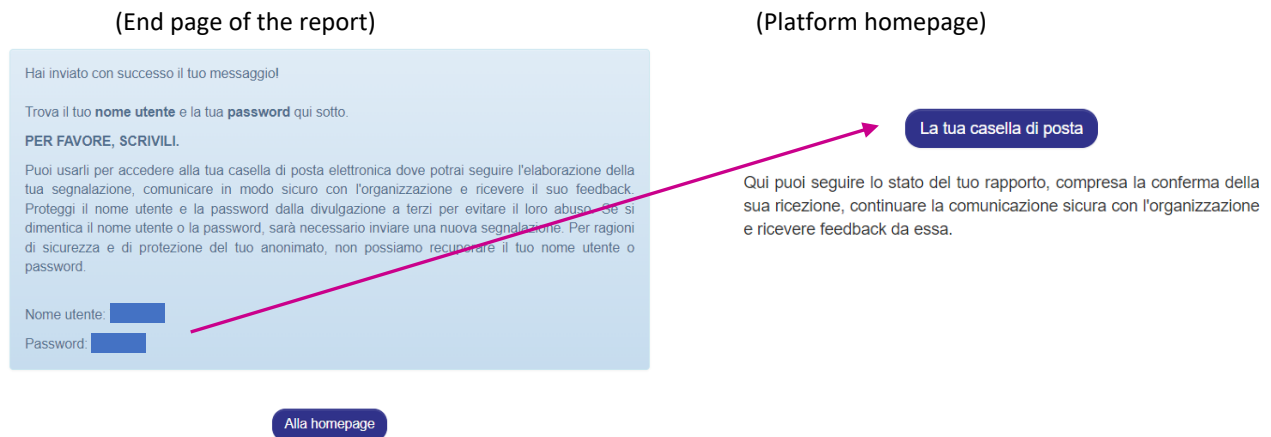 (End page of the report)
Hai inviato con successo il tuo messaggio!
Trova il tuo nome utente e la tua password qui sotto.
PER FAVORE, SCRIVILI.
Puoi usarli per accedere alla tua casella di posta elettronica dove potrai seguire l'elaborazione della
tua segnalazione, comunicare in modo sicuro con l'organizzazione e ricevere il suo feedback.
Proteggi il nome utente e la password dalla divulgazione a terzi per evitare il loro abuso. Se si
dimentica il nome utente o la password, sarà necessario inviare una nuova segnalazione. Per ragioni
di sicurezza e di protezione del tuo anonimato, non possiamo recuperare il tuo nome utente o
password.
Nome utente:
Password:
Alla homepage
(Platform homepage)
La tua casella di posta
Qui puoi seguire lo stato del tuo rapporto, compresa la conferma della
sua ricezione, continuare la comunicazione sicura con l'organizzazione
e ricevere feedback da essa.